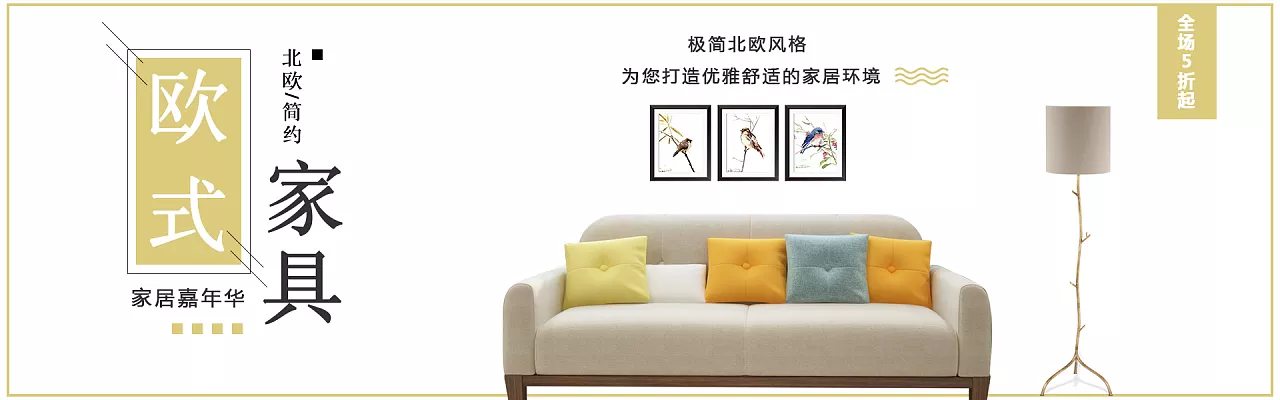 欧式
北欧/简约
家具
家居嘉年华
极简北欧风格
为您打造优雅舒适的家居环境
全场5折起